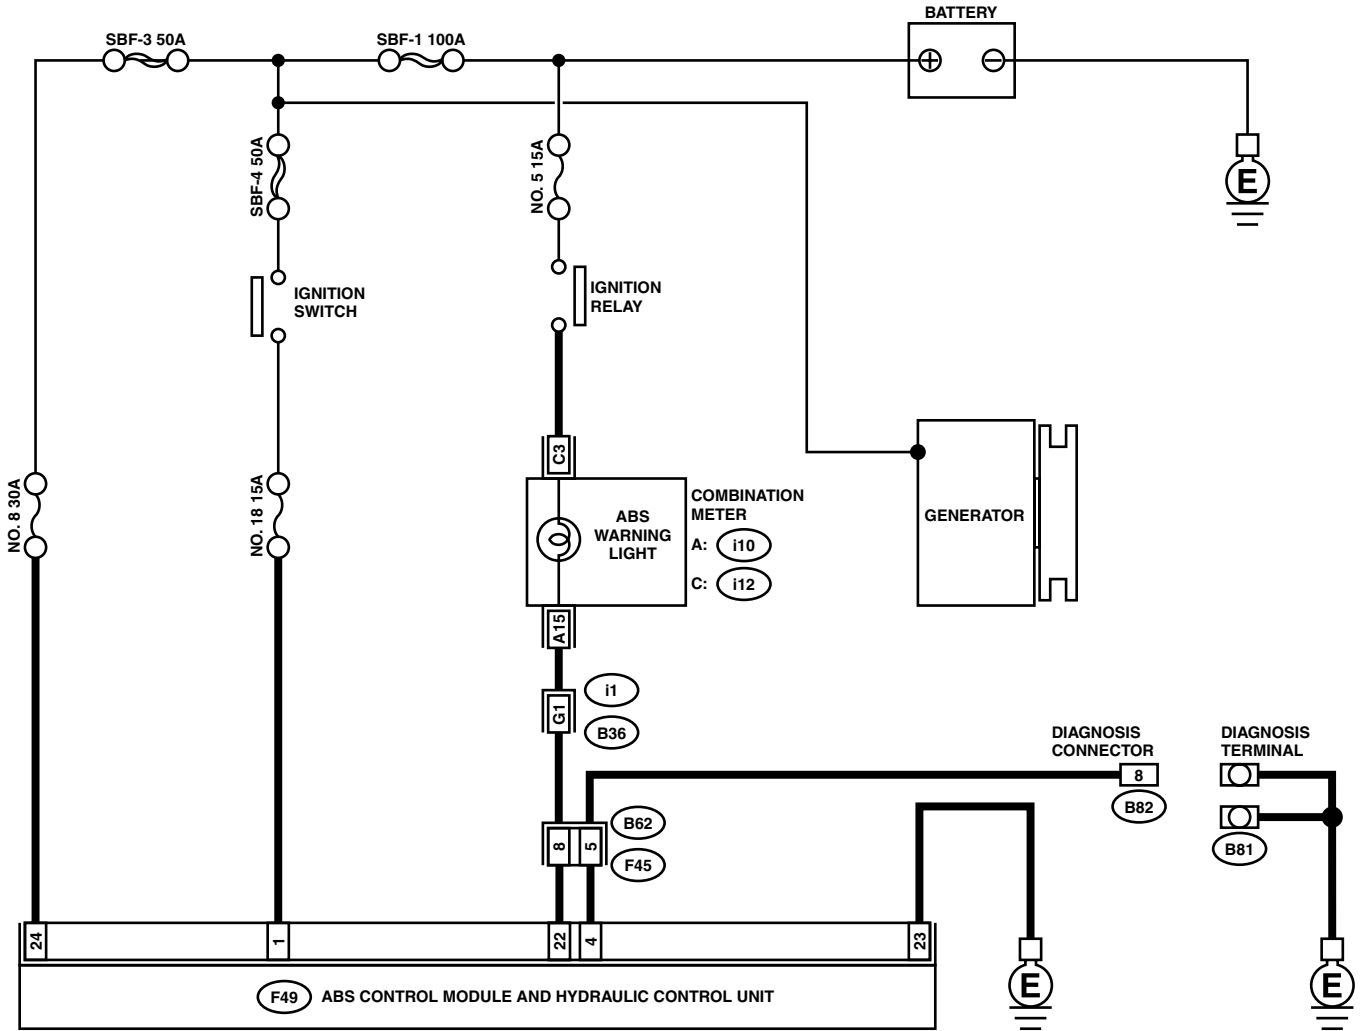 BATTERY
SBF-3 50A
SBF-1 100A
SBF-4 50A
NO. 5 15A
E
IGNITION
SWITCH
IGNITION
RELAY
C3
NO. 8 30A
NO. 18 15A
ABS
WARNING
LIGHT
COMBINATION
METER
A: i10
C: i12
GENERATOR
A15
i1
G1
B36
DIAGNOSIS
CONNECTOR
8
B82
DIAGNOSIS
TERMINAL
B81
B62
8 5
F45
24 1 22 4 23
E
E
F49 ABS CONTROL MODULE AND HYDRAULIC CONTROL UNIT